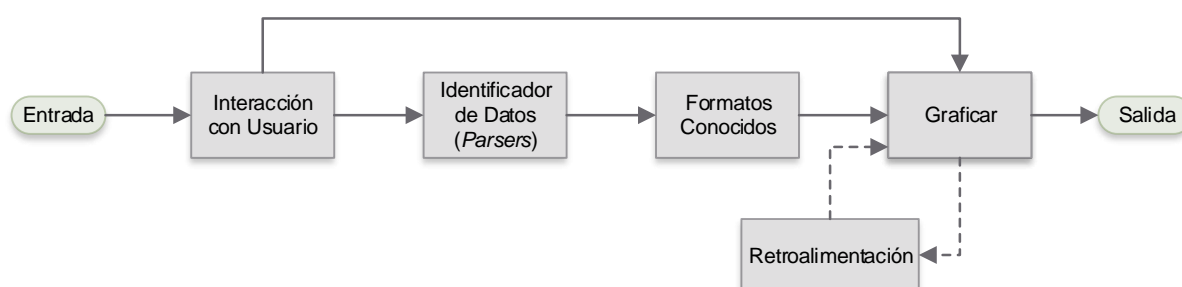 Entrada
Interacción
con Usuario
Identificador
de Datos
(Parsers)
Formatos
Conocidos
Graficar
Salida
Retroalimentación